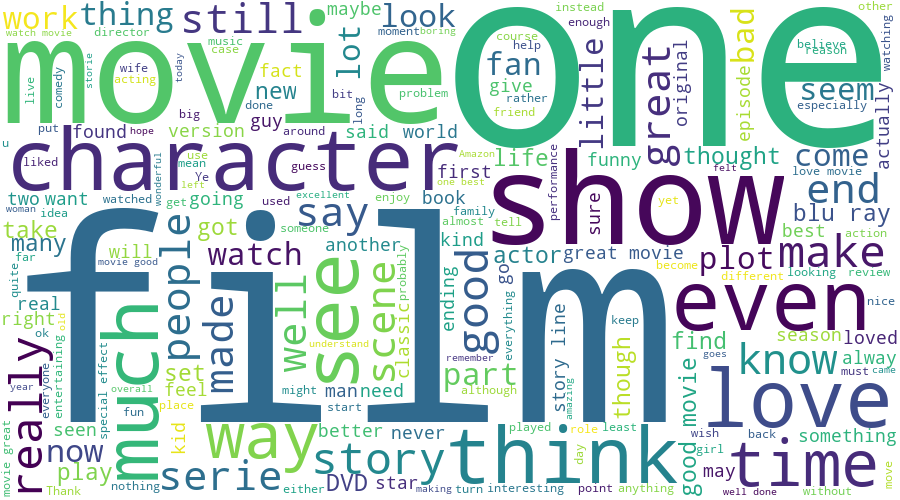 movie
one
film
show
character
even
think
love
time
much
see
way
story
really
good
make
great
know
end
well
scene
people
made
say
watch
still
thing
work
look
lot
fan
little
bad
seem
come
blu ray
plot
part
life
actor
find
serie
now
play
set
feel
kid
got
many
take
two
want
going
version
found
guy
new
fact
give
original
episode
actually
thought
funny
first
book
world
said
another
kind
ending
classic
man
need
better
never
DVD
star
story line
though
good movie
great movie
season
loved
alway
something
may
best
sure
performance
watch movie
director
maybe
instead
enough
other
music
case
moment
boring
course
help
believe
reason
watching
live
comedy
storie
wife
acting
today
problem
rather
friend
especially
big
done
bit
long
u
put
hope
around
liked
use
mean
Ye
guess
Amazon
one best
felt
love movie
woman
idea
watched
wonderful
get
left
used
excellent
enjoy
family
almost
tell
yet
action
far
will
someone
movie good
quite
real
right
ok
old
probably
go
everything
become
different
looking
review
nice
understand
remember
although
keep
goes
must
came
year
everyone
entertaining
special effect
overall
fun
place
might
start
amazing
played
role
least
day
wish
back
girl
movie great
seen
Thank
nothing
either
making
turn
interesting
point
anything
well done
without
move